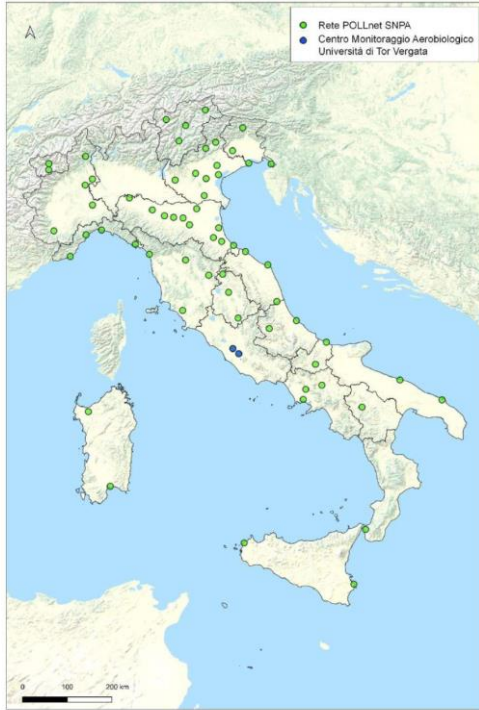 Rete POLLnet SNPA
Centro Monitoraggio Aerobiologico
Università di Tor Vergata
0 100 200 km